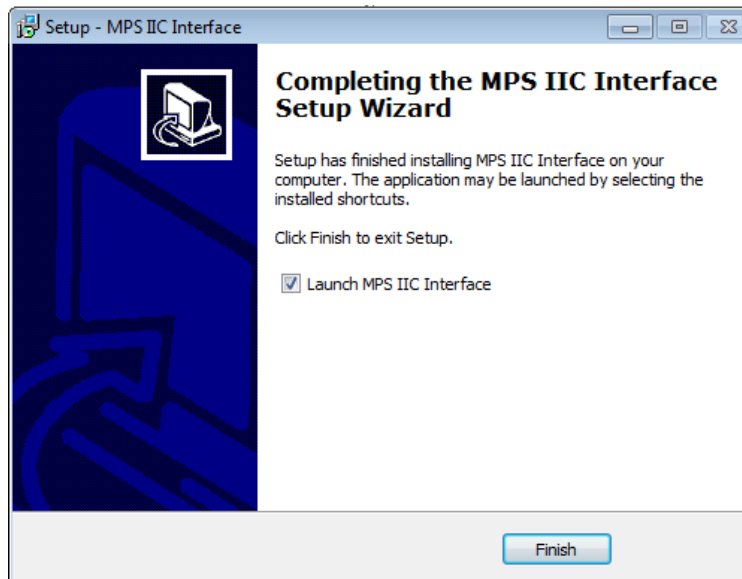 Setup - MPS IIC Interface
Completing the MPS IIC Interface
Setup Wizard
Setup has finished installing MPS IIC Interface on your
computer. The application may be launched by selecting the
installed shortcuts.
Click Finish to exit Setup.
Launch MPS IIC Interface
Finish